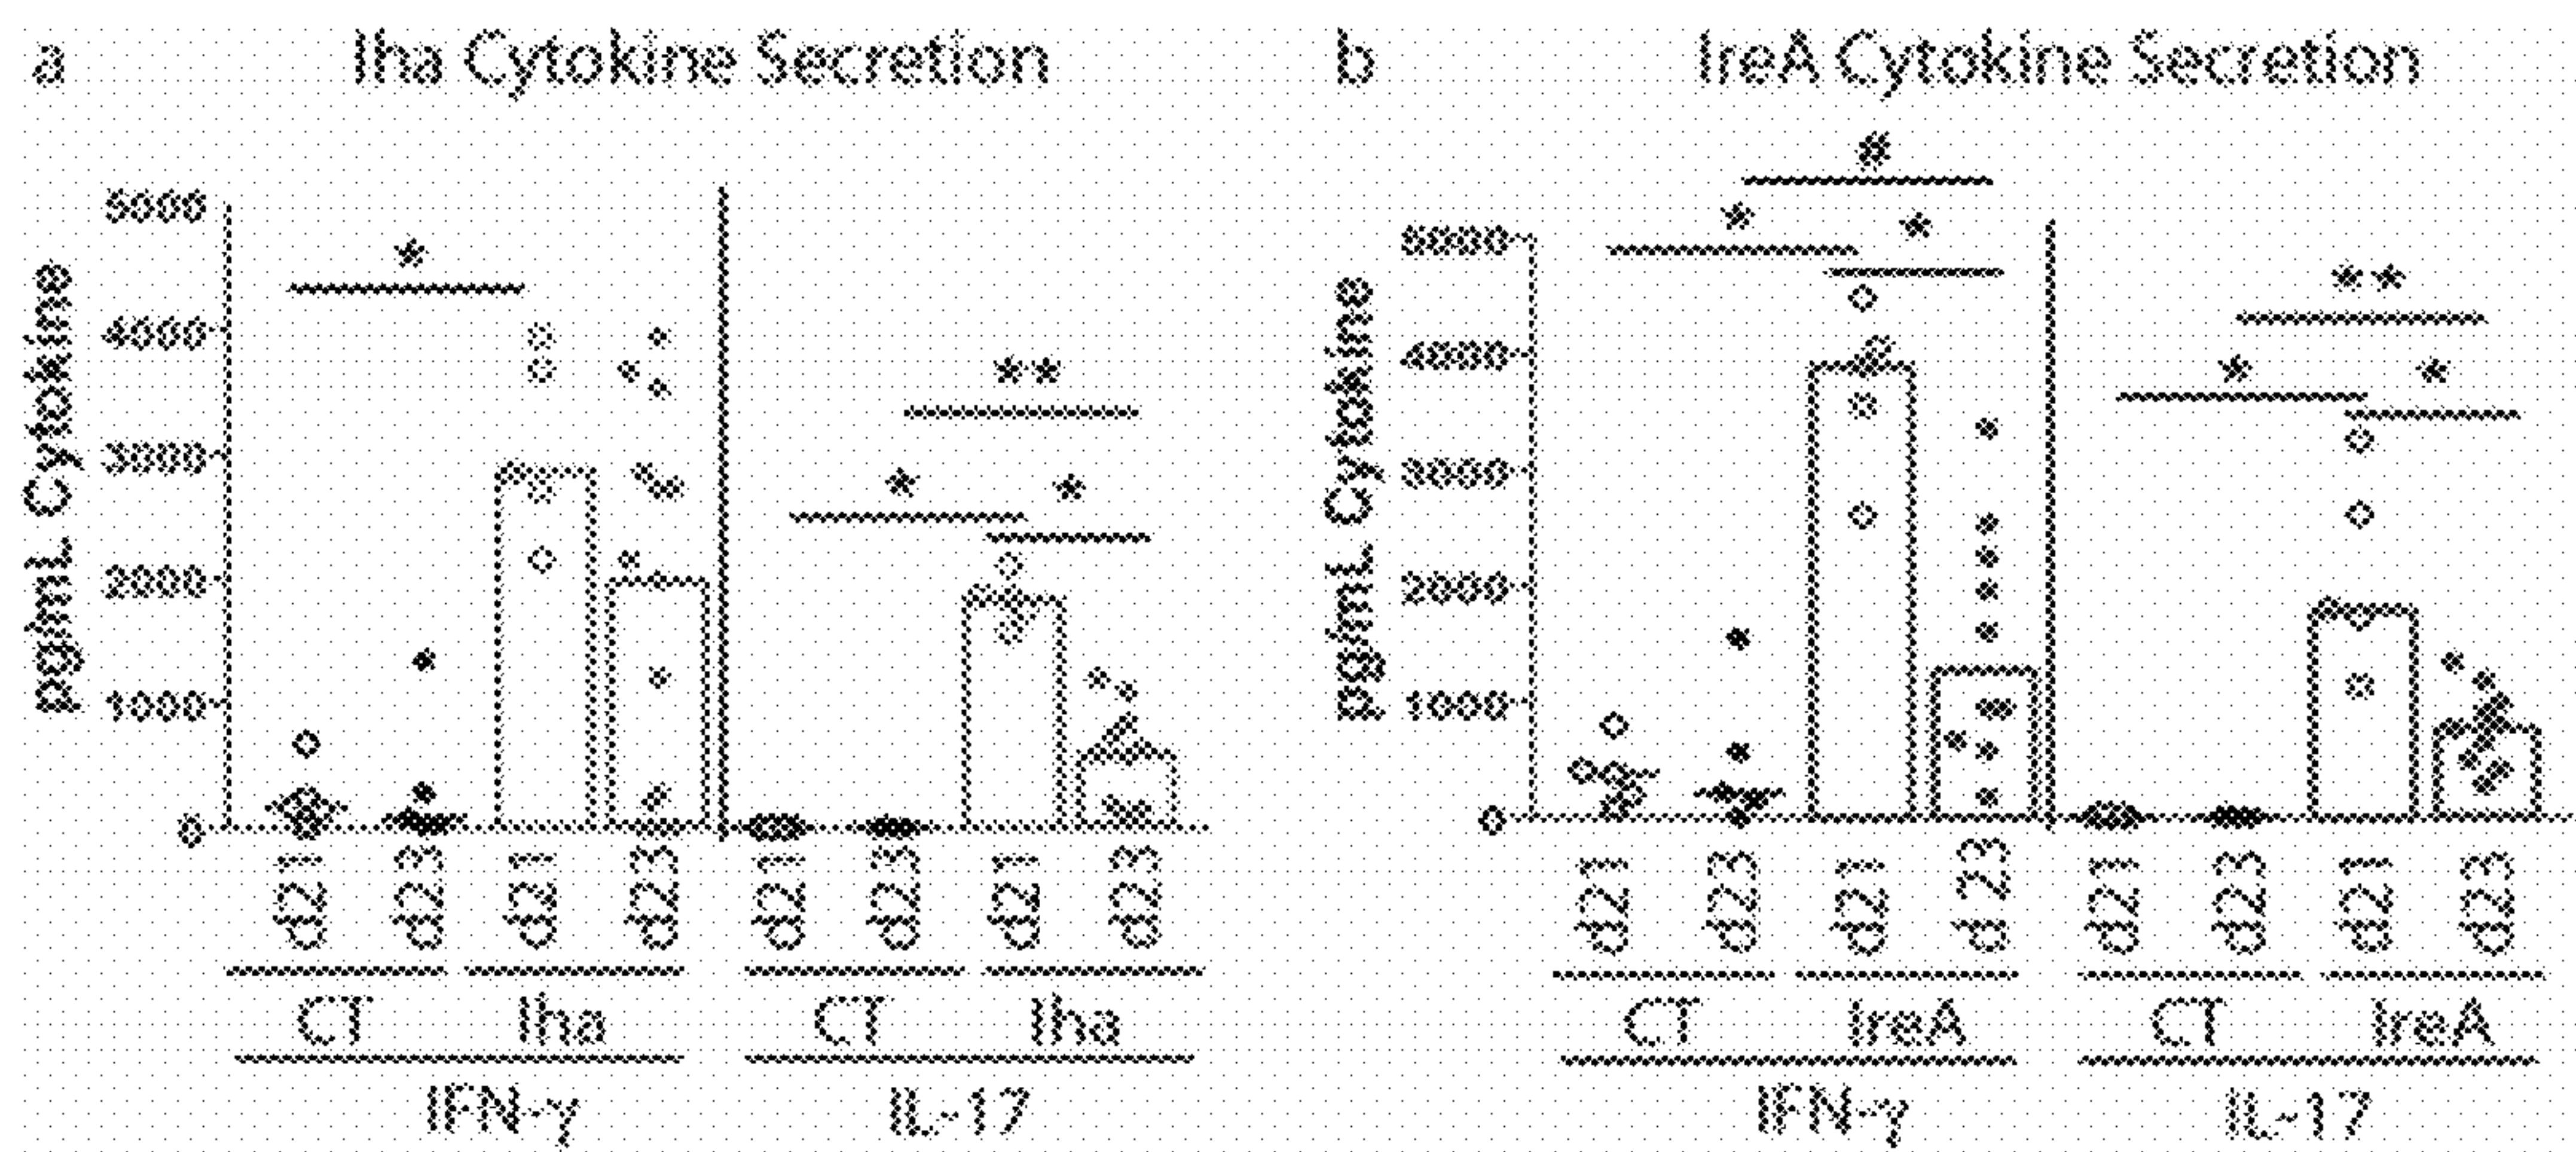 a Iha Cytokine Secretion
pg/mL Cytokine
5000
4000
3000
2000
1000
0
*
*
**
*
d21 d23 d21 d23 d21 d23 d21 d23
CT Iha CT Iha
IFN-γ IL-17
b IreA Cytokine Secretion
pg/mL Cytokine
5000
4000
3000
2000
1000
0
#
* *
**
* *
d21 d23 d21 d 23 d21 d23 d21 d23
CT IreA CT IreA
IFN-γ IL-17